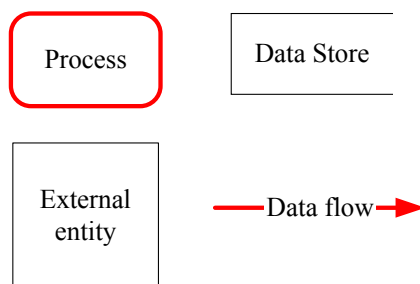 Process
Data Store
External
entity
Data flow